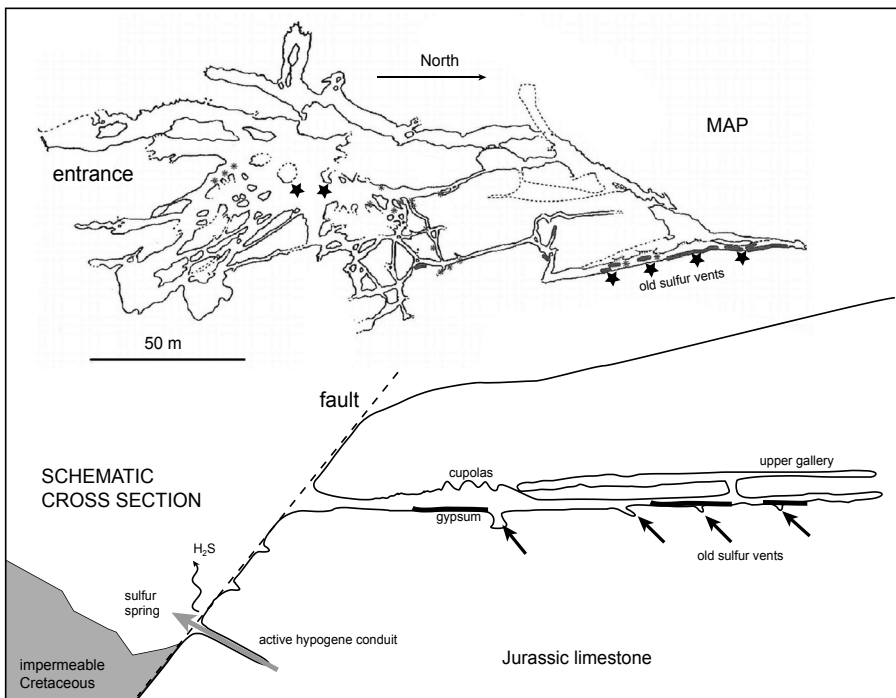 North
MAP
entrance
old sulfur vents
50 m
fault
SCHEMATIC
CROSS SECTION
cupolas
upper gallery
gypsum
H₂S
old sulfur vents
sulfur
spring
active hypogene conduit
impermeable
Cretaceous
Jurassic limestone